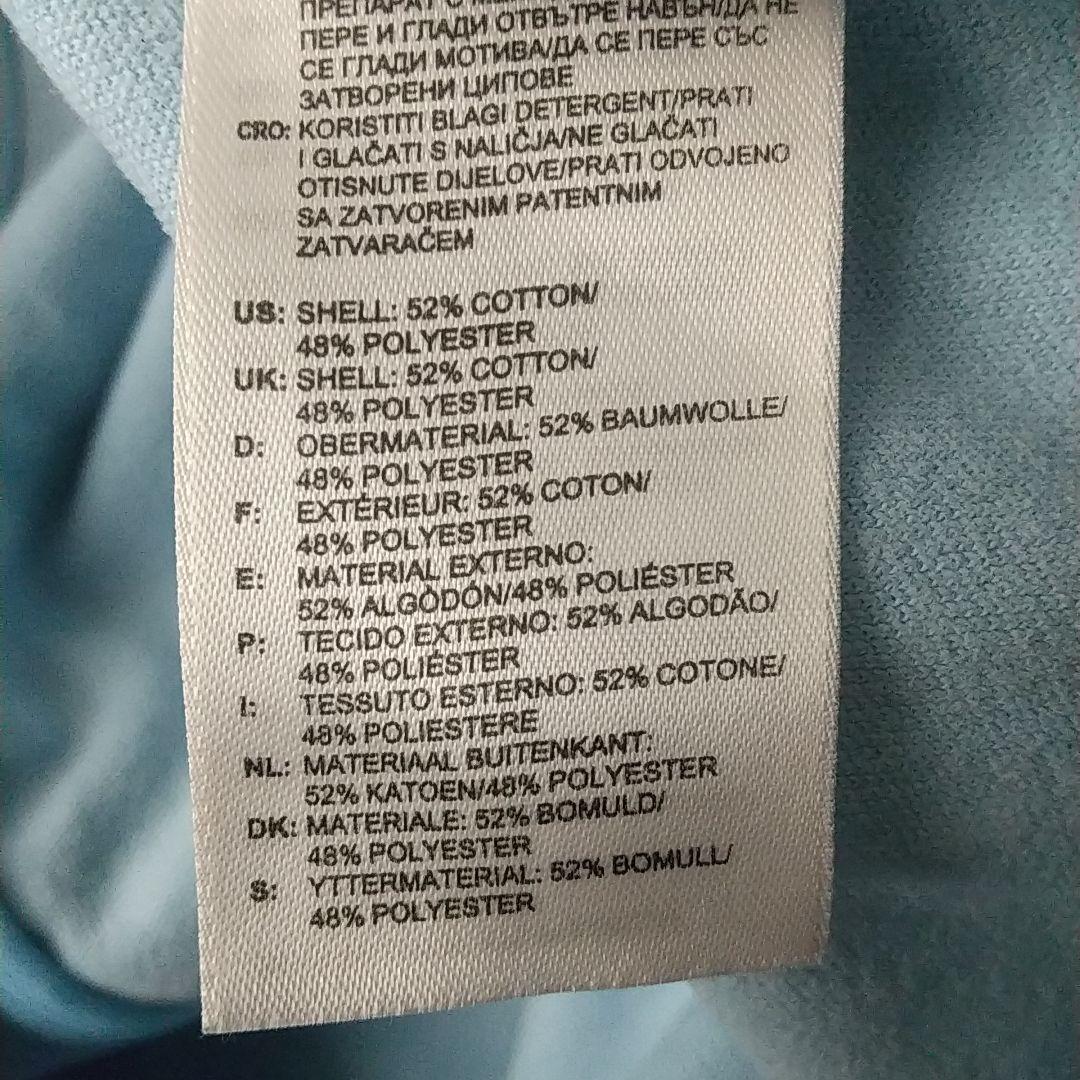 ПРЕПАРАТ
ПЕРЕ И ГЛАДИ ОТВЪТРЕ НАВЪН/ДА НЕ
СЕ ГЛАДИ МОТИВА/ДА СЕ ПЕРЕ СЪС
ЗАТВОРЕНИ ЦИПОВЕ
CRO: KORISTITI BLAGI DETERGENT/PRATI
I GLAČATI S NALIČJA/NE GLAČATI
OTISNUTE DIJELOVE/PRATI ODVOJENO
SA ZATVORENIM PATENTNIM
ZATVARAČEM
US: SHELL: 52% COTTON/
48% POLYESTER
UK: SHELL: 52% COTTON/
48% POLYESTER
D: OBERMATERIAL: 52% BAUMWOLLE/
48% POLYESTER
F: EXTÉRIEUR: 52% COTON/
48% POLYESTER
E: MATERIAL EXTERNO:
52% ALGODÓN/48% POLIÉSTER
P: TECIDO EXTERNO: 52% ALGODÃO/
48% POLIÉSTER
I: TESSUTO ESTERNO: 52% COTONE/
48% POLIESTERE
NL: MATERIAAL BUITENKANT:
52% KATOEN/48% POLYESTER
DK: MATERIALE: 52% BOMULD/
48% POLYESTER
S: YTTERMATERIAL: 52% BOMULL/
48% POLYESTER